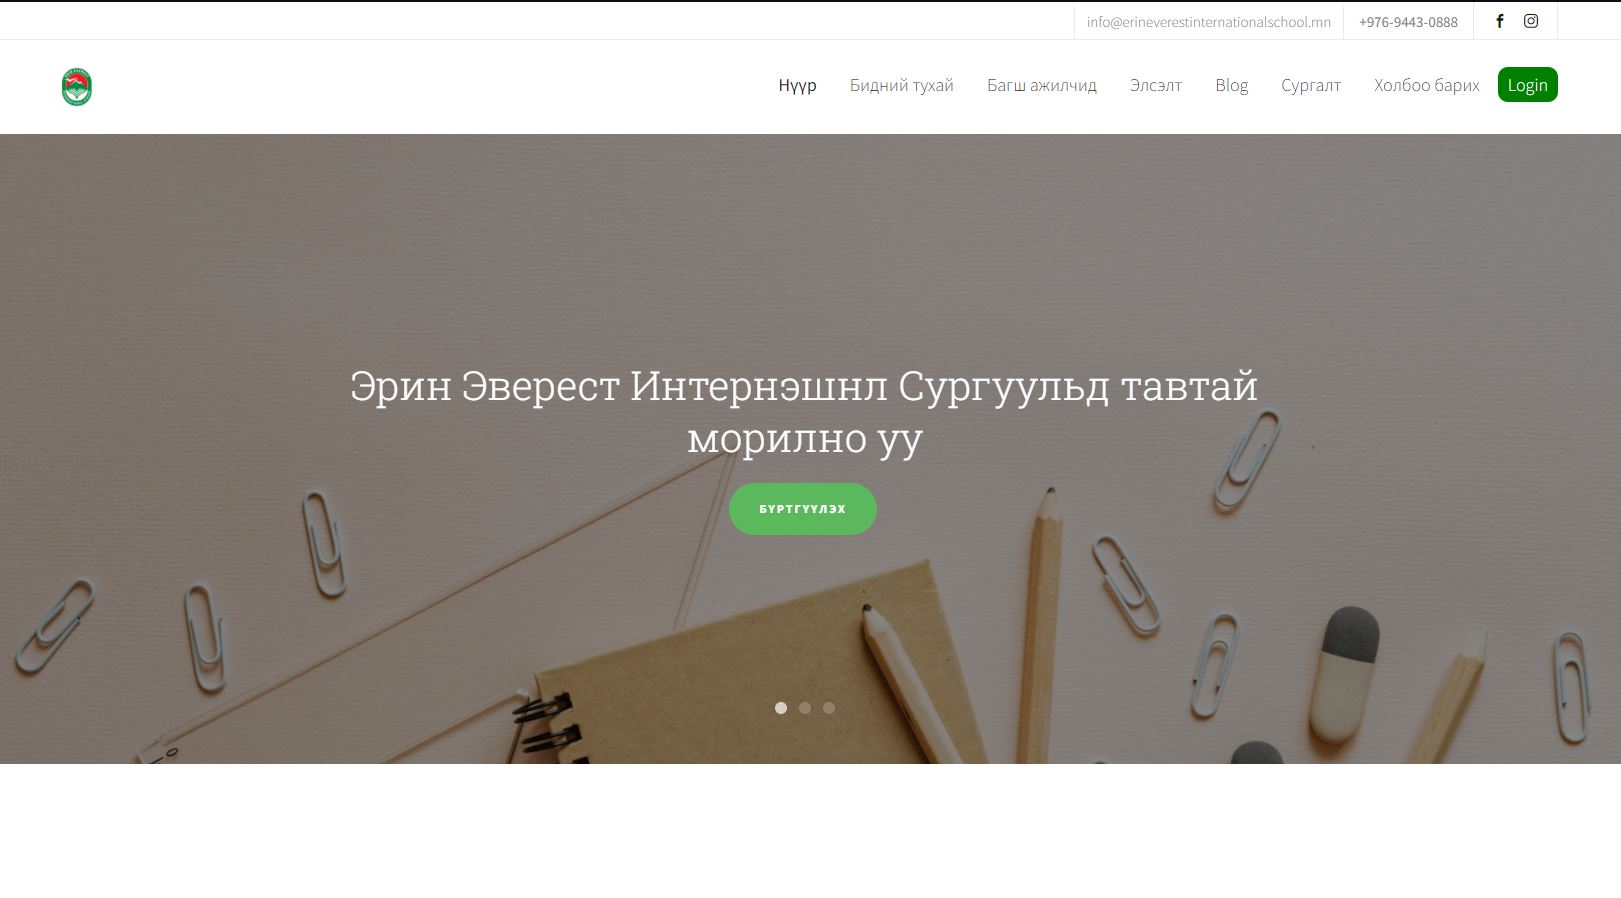 info@erineverestinternationalschool.mn +976-9443-0888
Нүүр Бидний тухай Багш ажилчид Элсэлт Blog Сургалт Холбоо барих Login
Эрин Эверест Интернэшнл Сургуульд тавтай
морилно уу
БҮРТГҮҮЛЭХ